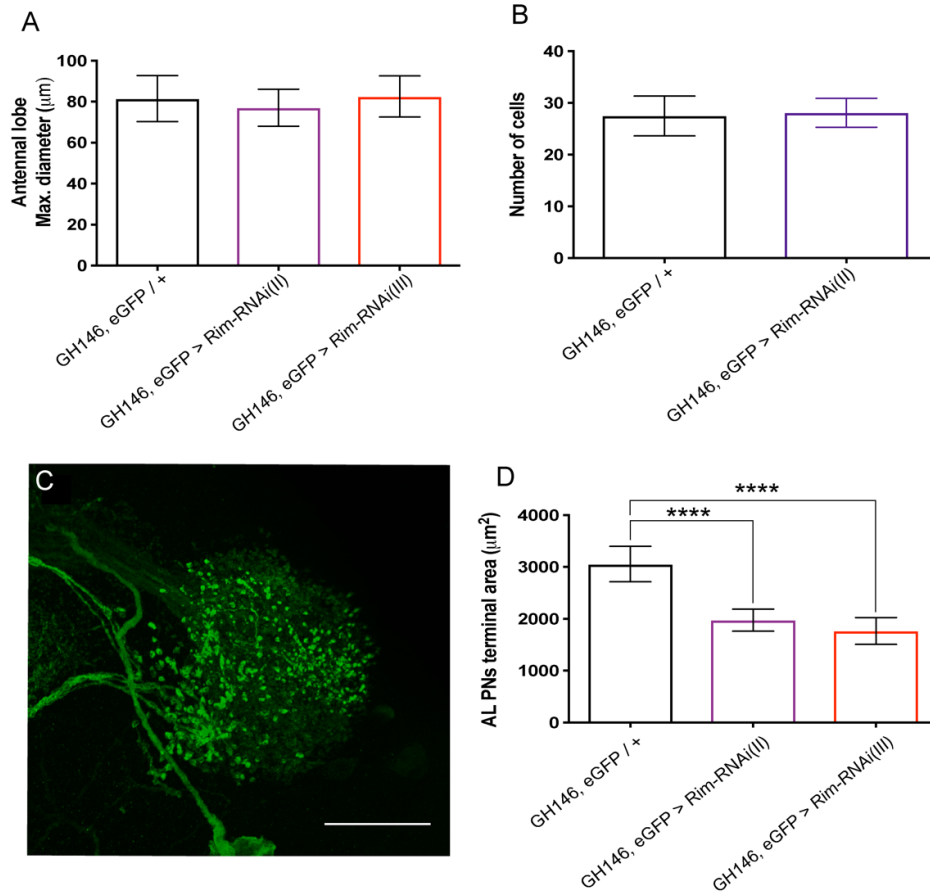 A
Antennal lobe
Max. diameter (μm)
100
80
60
40
20
0
GH146, eGFP / +
GH146, eGFP > Rim-RNAi(II)
GH146, eGFP > Rim-RNAi(III)
B
Number of cells
40
30
20
10
0
GH146, eGFP / +
GH146, eGFP > Rim-RNAi(II)
C
D
AL PNs terminal area (μm²)
4000
3000
2000
1000
0
****
****
GH146, eGFP / +
GH146, eGFP > Rim-RNAi(II)
GH146, eGFP > Rim-RNAi(III)